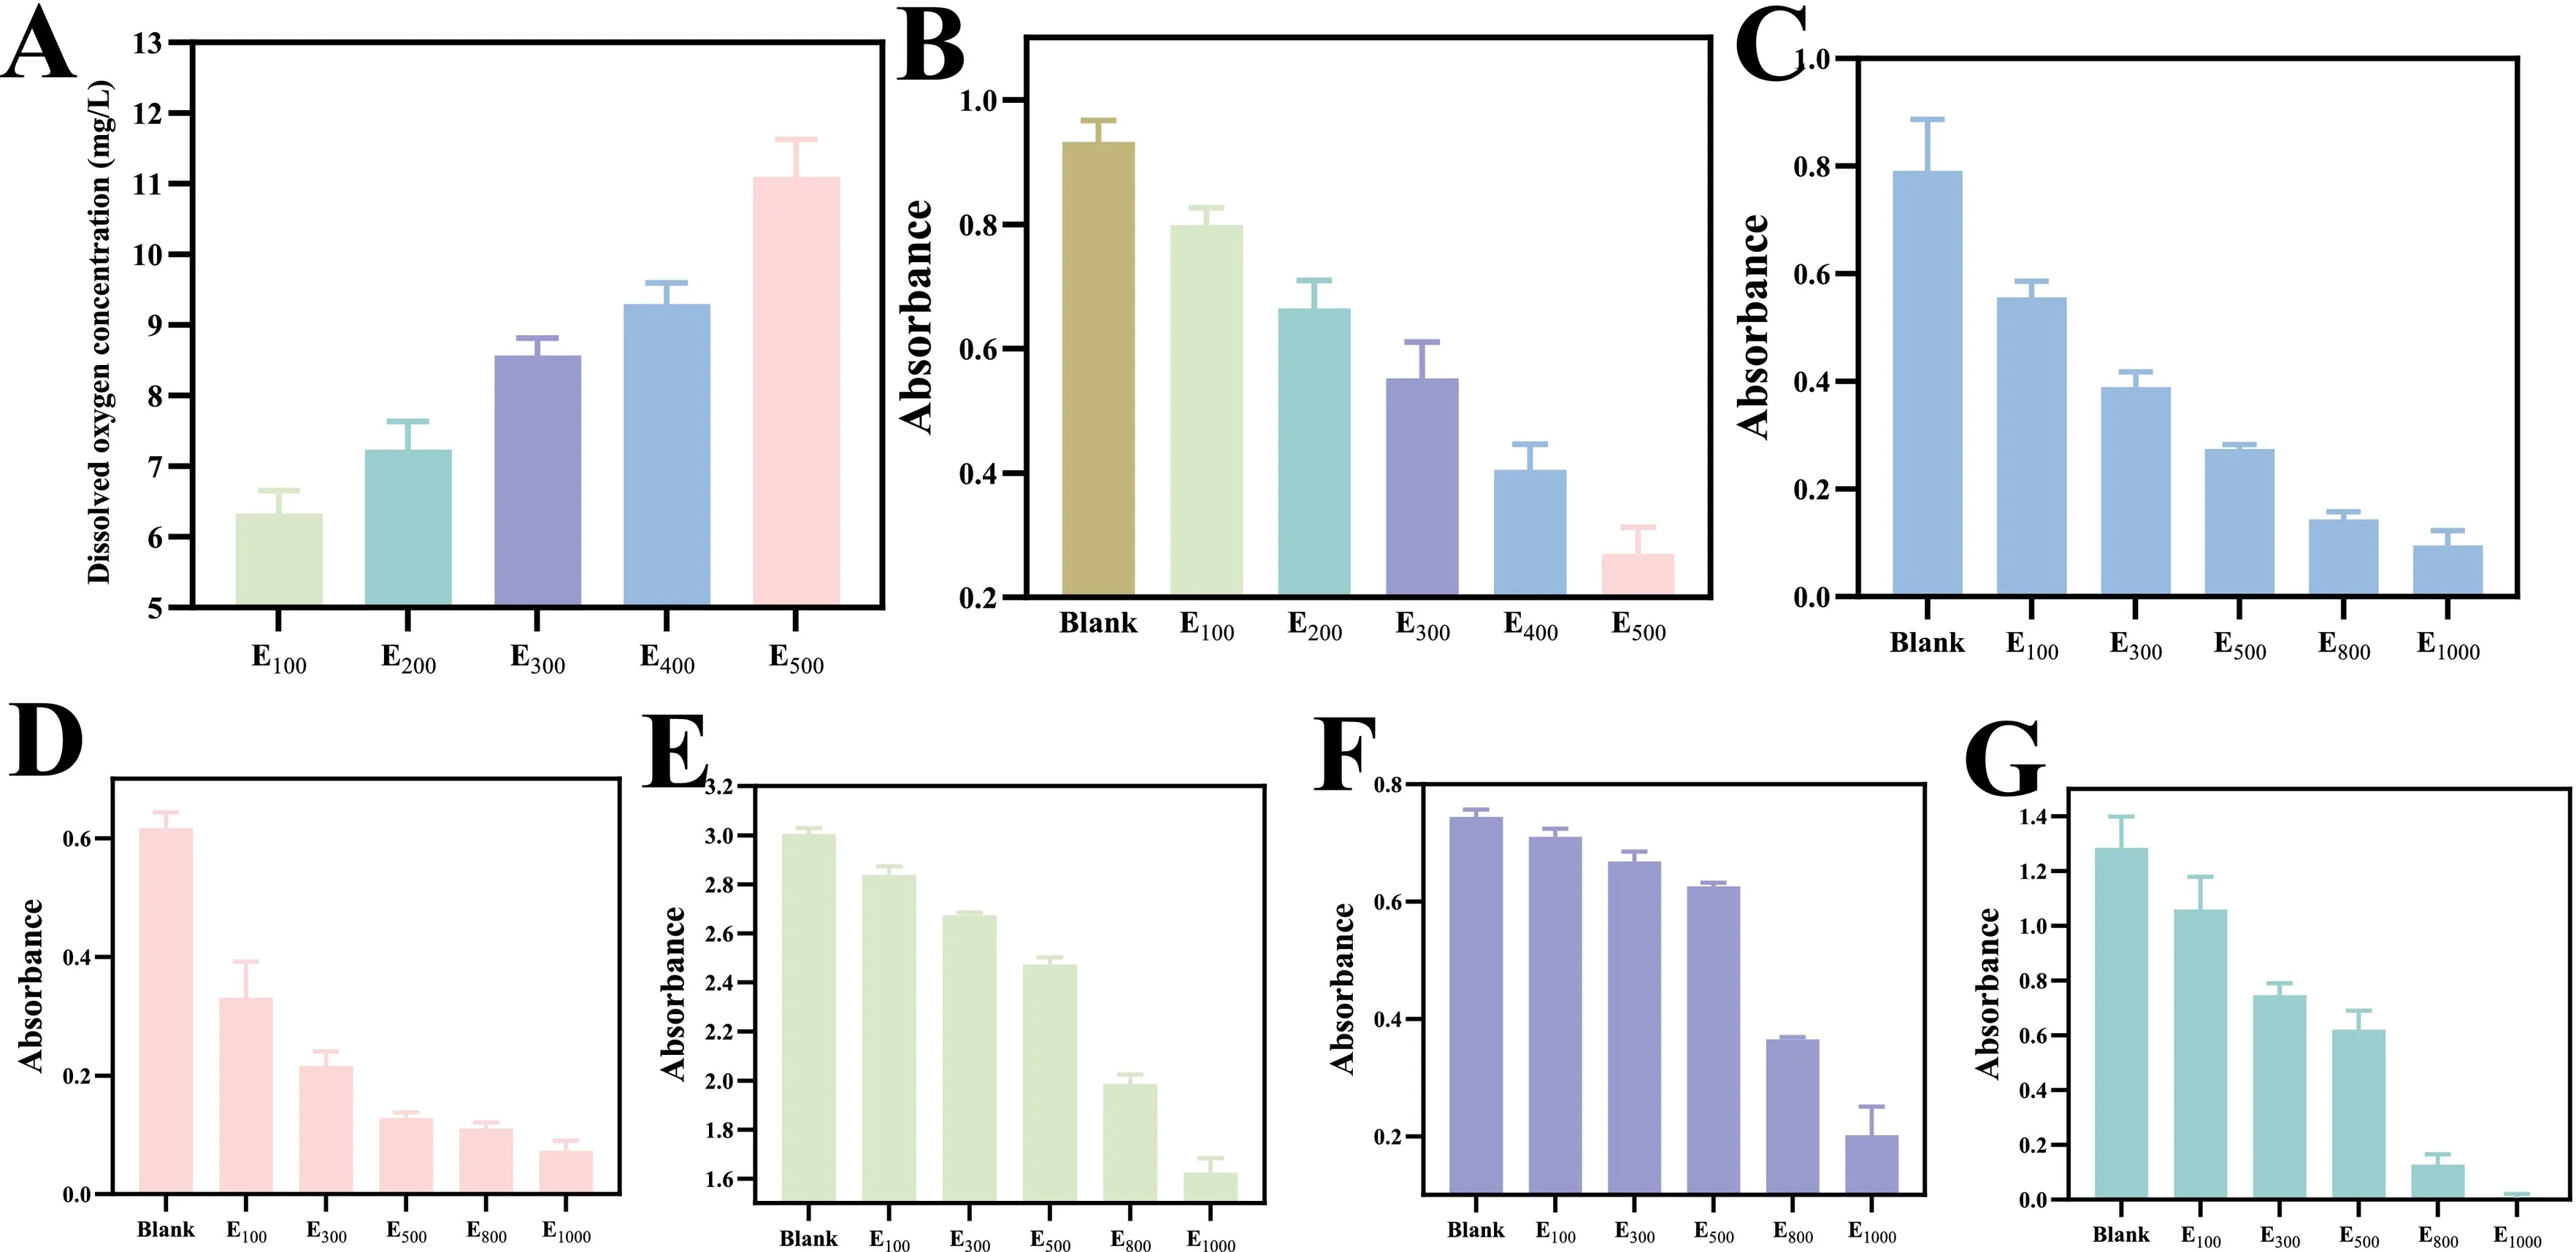 A
Dissolved oxygen concentration (mg/L)
13
12
11
10
9
8
7
6
5
E100 E200 E300 E400 E500
B
Absorbance
1.0
0.8
0.6
0.4
0.2
Blank E100 E200 E300 E400 E500
C
Absorbance
1.0
0.8
0.6
0.4
0.2
0.0
Blank E100 E300 E500 E800 E1000
D
Absorbance
0.6
0.4
0.2
0.0
Blank E100 E300 E500 E800 E1000
E
Absorbance
3.2
3.0
2.8
2.6
2.4
2.2
2.0
1.8
1.6
Blank E100 E300 E500 E800 E1000
F
Absorbance
0.8
0.6
0.4
0.2
Blank E100 E300 E500 E800 E1000
G
Absorbance
1.4
1.2
1.0
0.8
0.6
0.4
0.2
0.0
Blank E100 E300 E500 E800 E1000